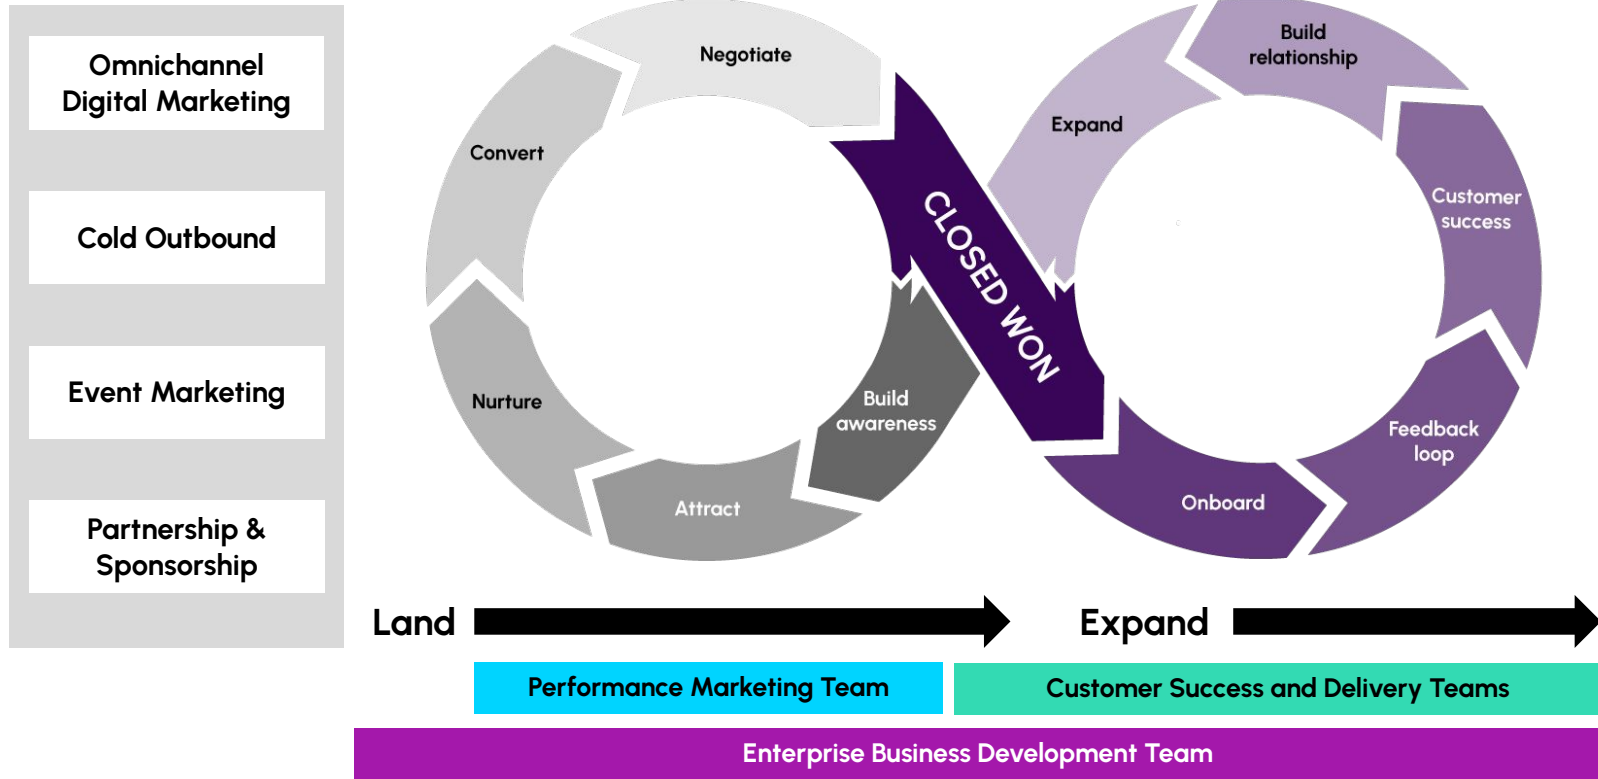 Omnichannel
Digital Marketing
Cold Outbound
Event Marketing
Partnership &
Sponsorship
Negotiate
Convert
Nurture
Attract
Build
awareness
CLOSED WON
Expand
Build
relationship
Customer
success
Feedback
loop
Onboard
Land
Expand
Performance Marketing Team
Customer Success and Delivery Teams
Enterprise Business Development Team